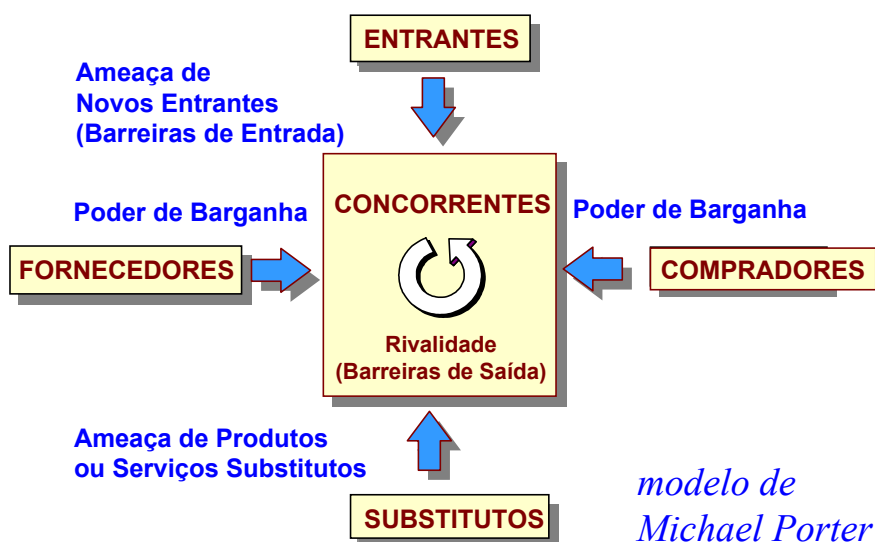 ENTRANTES
Ameaça de
Novos Entrantes
(Barreiras de Entrada)
CONCORRENTES
Poder de Barganha
Poder de Barganha
FORNECEDORES
COMPRADORES
Rivalidade
(Barreiras de Saída)
Ameaça de Produtos
ou Serviços Substitutos
SUBSTITUTOS
modelo de
Michael Porter